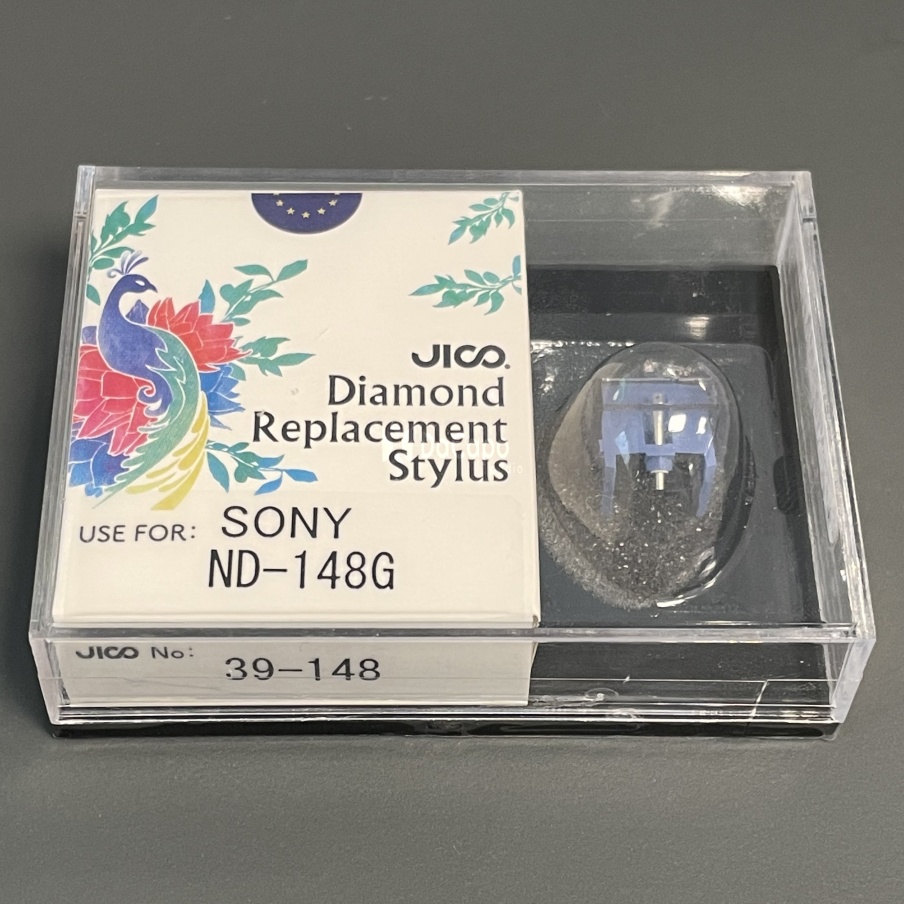 JICO.
Diamond
Replacement
Stylus
USE FOR: SONY
ND-148G
JICO No: 39-148